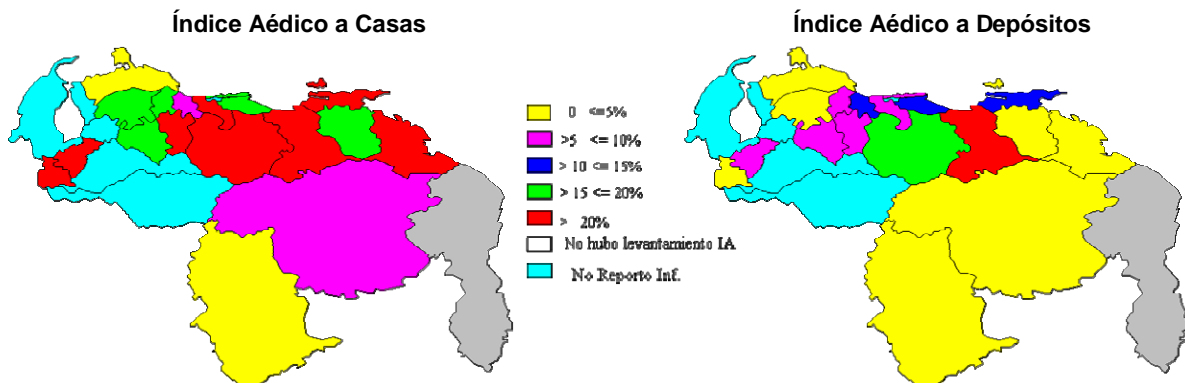 Índice Aédico a Casas
Índice Aédico a Depósitos
0 <=5%
>5 <= 10%
> 10 <= 15%
> 15 <= 20%
> 20%
No hubo levantamiento IA
No Reporto Inf.